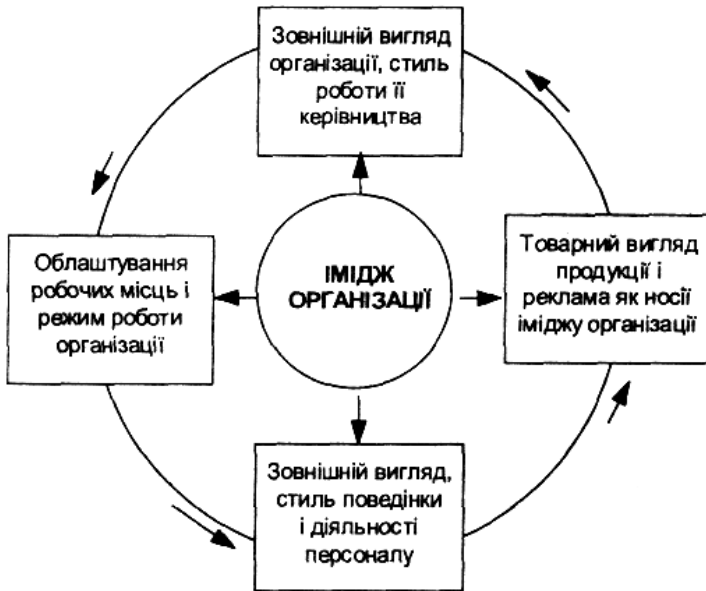 Зовнішній вигляд
організації, стиль
роботи її
керівництва
Облаштування
робочих місць і
режим роботи
організації
ІМІДЖ
ОРГАНІЗАЦІЇ
Товарний вигляд
продукції і
реклама як носії
іміджу організації
Зовнішній вигляд,
стиль поведінки
і діяльності
персоналу